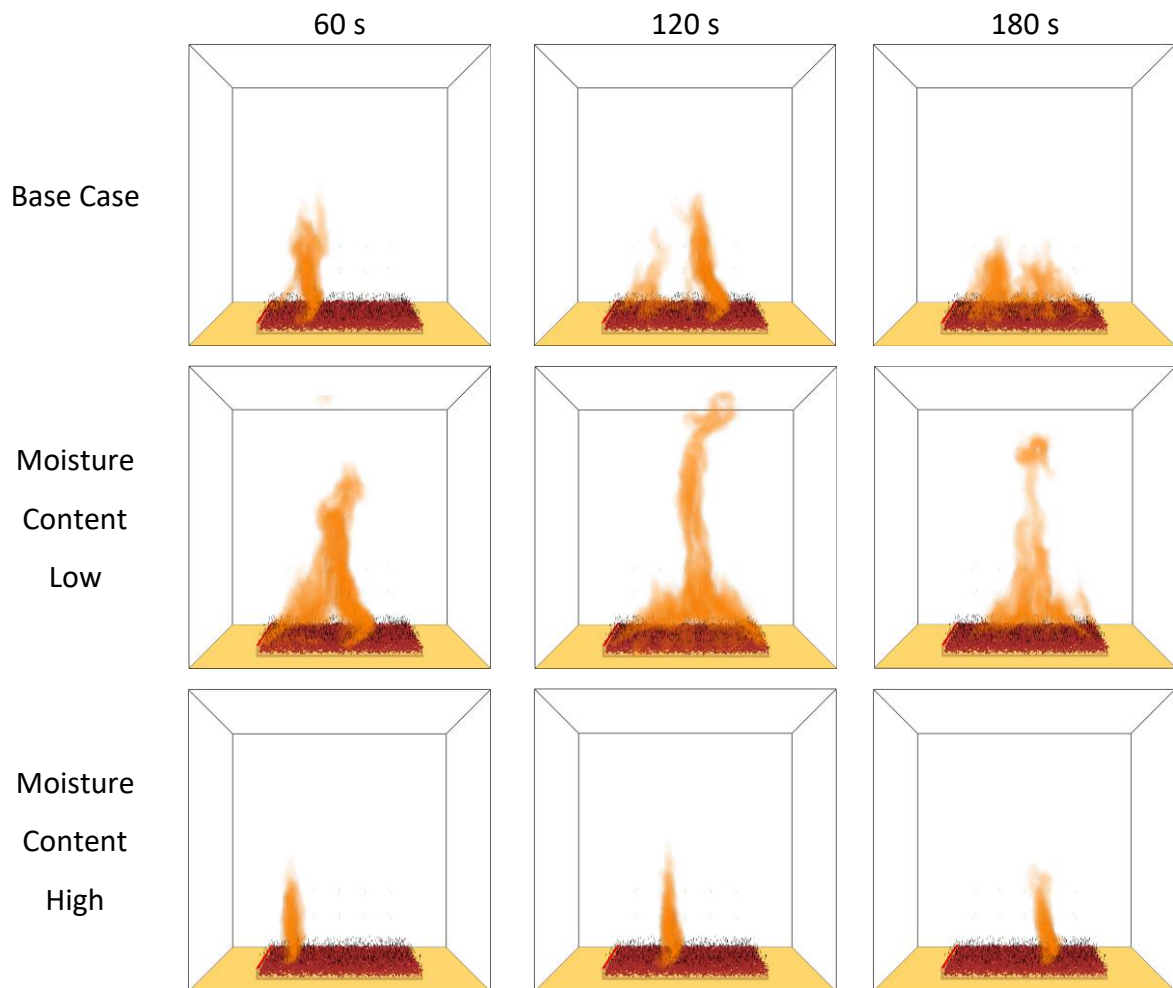 60 s
120 s
180 s
Base Case
Moisture
Content
Low
Moisture
Content
High